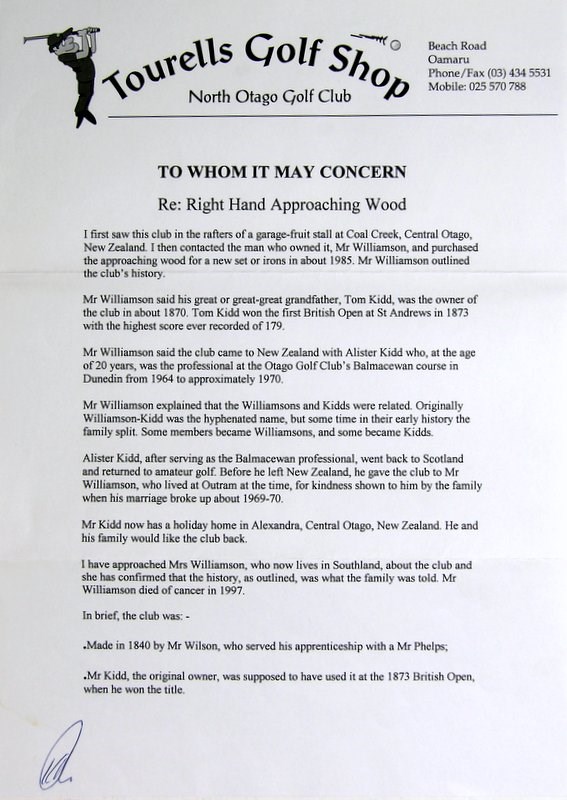 Tourells Golf Shop
North Otago Golf Club
Beach Road
Oamaru
Phone/Fax (03) 434 5531
Mobile: 025 570 788
TO WHOM IT MAY CONCERN
Re: Right Hand Approaching Wood
I first saw this club in the rafters of a garage-fruit stall at Coal Creek, Central Otago,
New Zealand. I then contacted the man who owned it, Mr Williamson, and purchased
the approaching wood for a new set or irons in about 1985. Mr Williamson outlined
the club's history.
Mr Williamson said his great or great-great grandfather, Tom Kidd, was the owner of
the club in about 1870. Tom Kidd won the first British Open at St Andrews in 1873
with the highest score ever recorded of 179.
Mr Williamson said the club came to New Zealand with Alister Kidd who, at the age
of 20 years, was the professional at the Otago Golf Club's Balmacewan course in
Dunedin from 1964 to approximately 1970.
Mr Williamson explained that the Williamsons and Kidds were related. Originally
Williamson-Kidd was the hyphenated name, but some time in their early history the
family split. Some members became Williamsons, and some became Kidds.
Alister Kidd, after serving as the Balmacewan professional, went back to Scotland
and returned to amateur golf. Before he left New Zealand, he gave the club to Mr
Williamson, who lived at Outram at the time, for kindness shown to him by the family
when his marriage broke up about 1969-70.
Mr Kidd now has a holiday home in Alexandra, Central Otago, New Zealand. He and
his family would like the club back.
I have approached Mrs Williamson, who now lives in Southland, about the club and
she has confirmed that the history, as outlined, was what the family was told. Mr
Williamson died of cancer in 1997.
In brief, the club was: -
.Made in 1840 by Mr Wilson, who served his apprenticeship with a Mr Phelps;
.Mr Kidd, the original owner, was supposed to have used it at the 1873 British Open,
when he won the title.